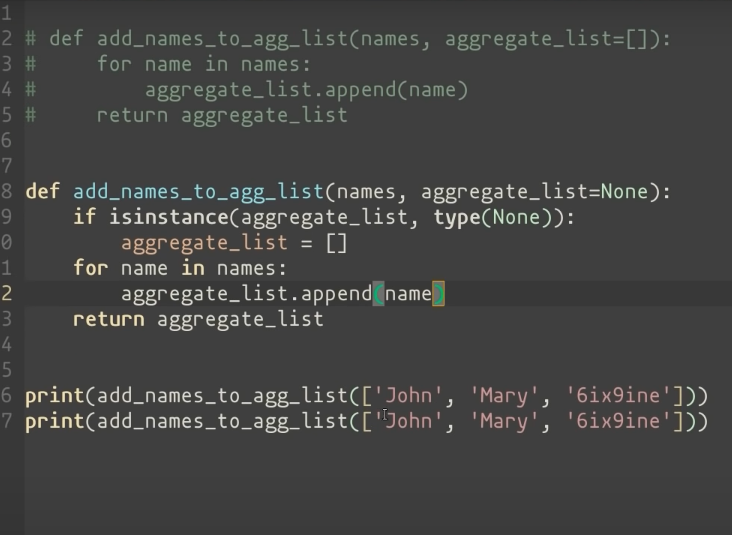 1
2 # def add_names_to_agg_list(names, aggregate_list=[]):
3 #     for name in names:
4 #         aggregate_list.append(name)
5 #     return aggregate_list
6
7
8 def add_names_to_agg_list(names, aggregate_list=None):
9     if isinstance(aggregate_list, type(None)):
0         aggregate_list = []
1     for name in names:
2         aggregate_list.append(name)
3     return aggregate_list
4
5
6 print(add_names_to_agg_list(['John', 'Mary', '6ix9ine']))
7 print(add_names_to_agg_list(['John', 'Mary', '6ix9ine']))